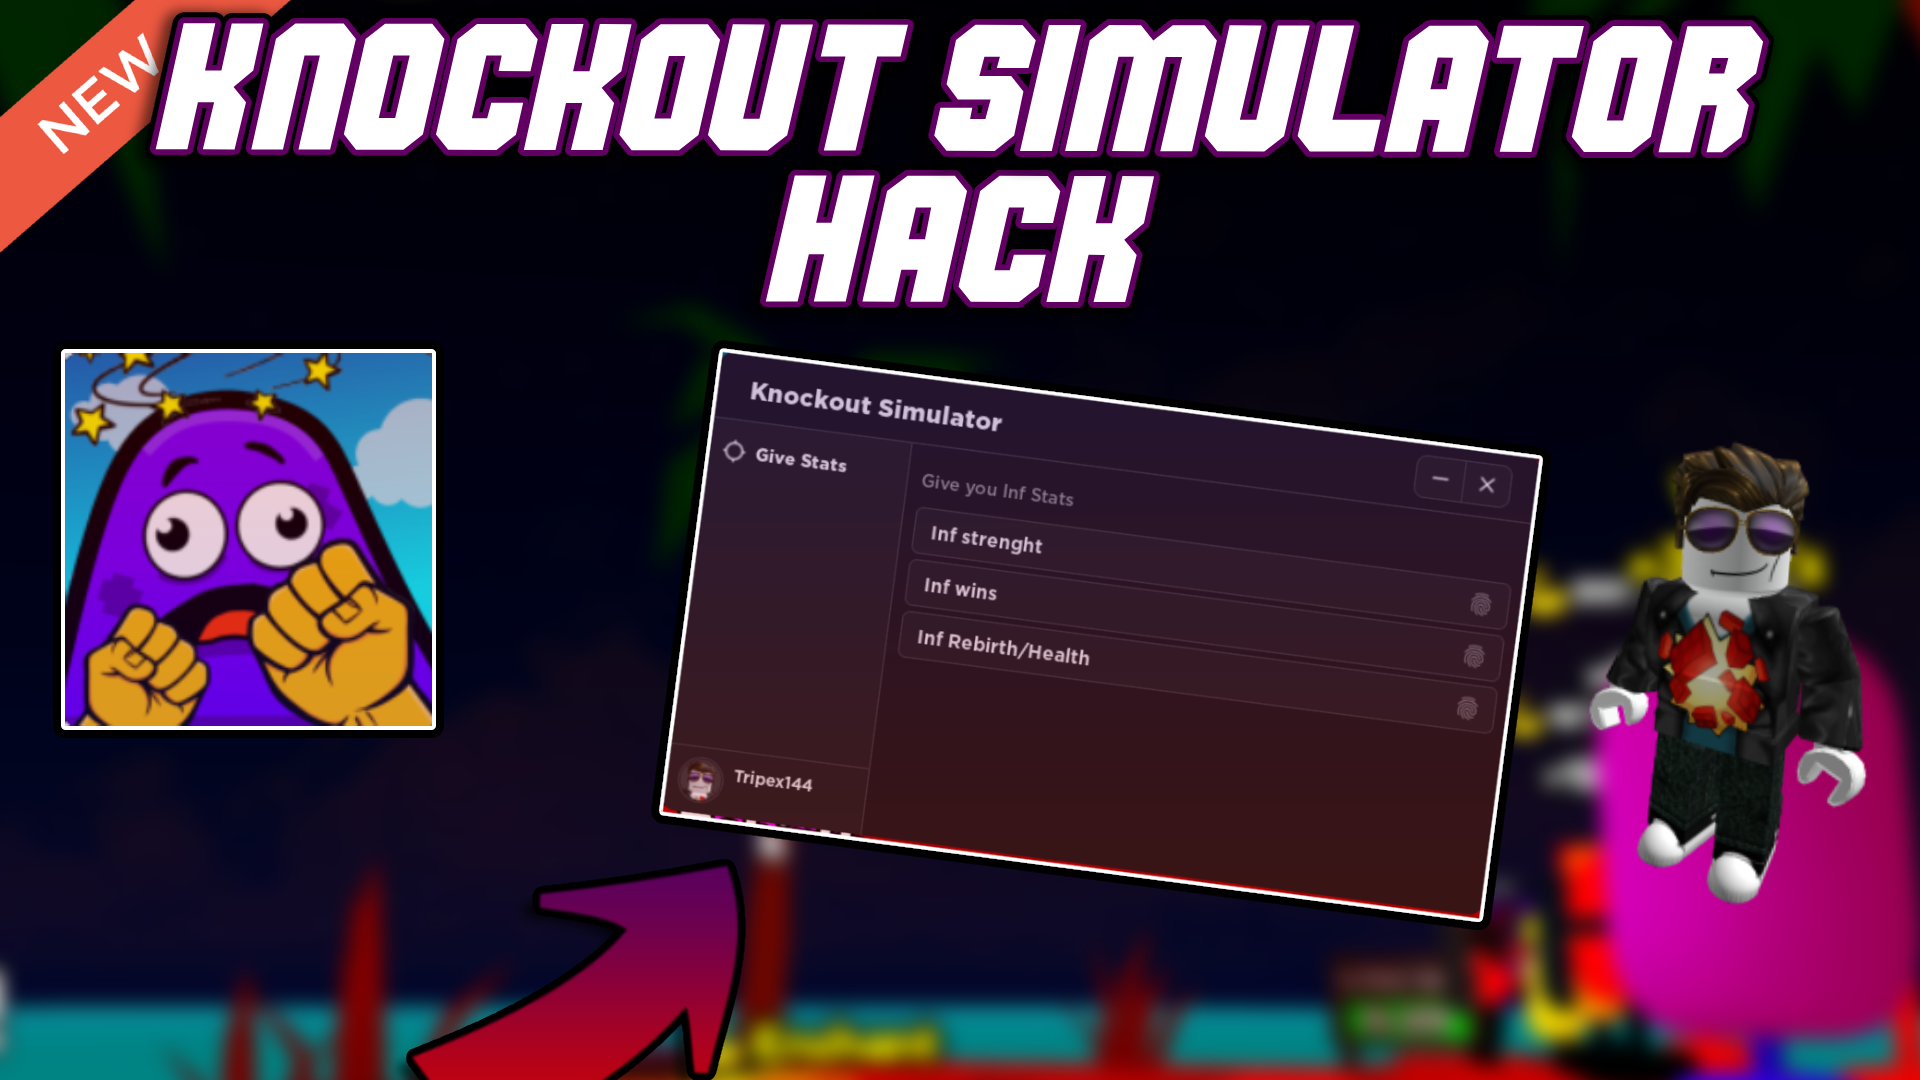 NEW
KNOCKOUT SIMULATOR
HACK
Knockout Simulator
Give Stats
Give you Inf Stats
Inf strenght
Inf wins
Inf Rebirth/Health
Tripex144
Enchant